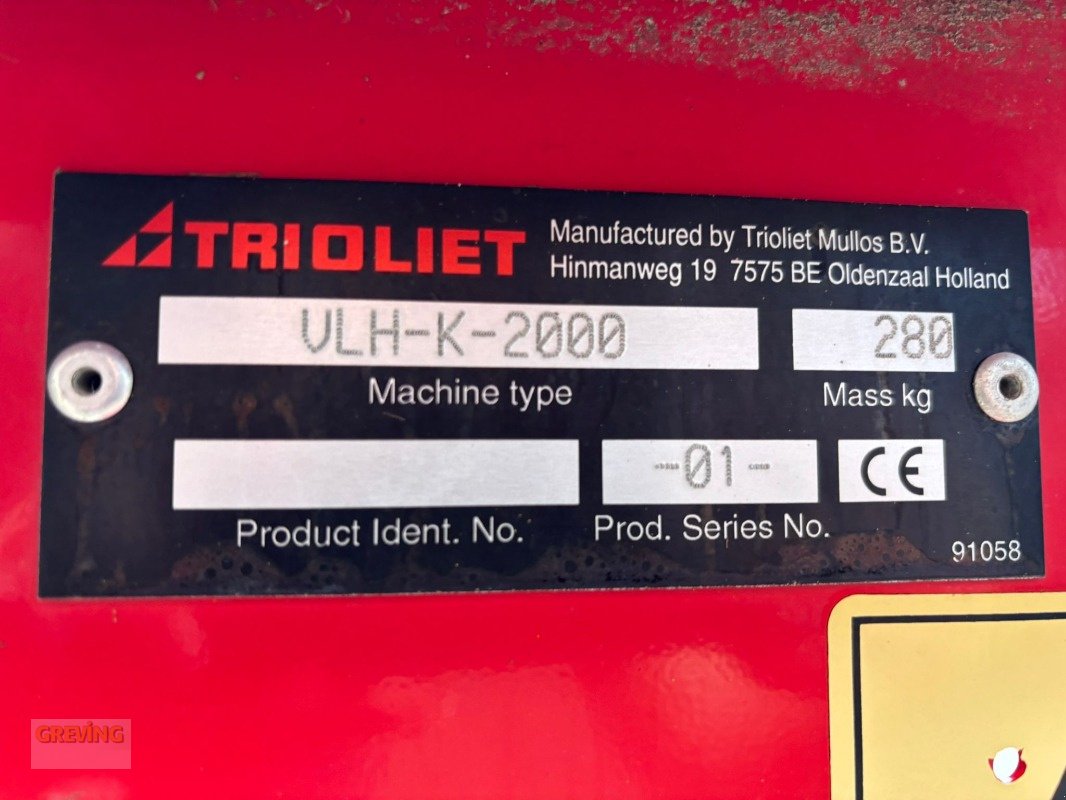 TRIOLIET
Manufactured by Trioliet Mullos B.V.
Hinmanweg 19 7575 BE Oldenzaal Holland
VLH-K-2000
280
Machine type
Mass kg
-01-
CE
Product Ident. No.
Prod. Series No.
91058
GREVING